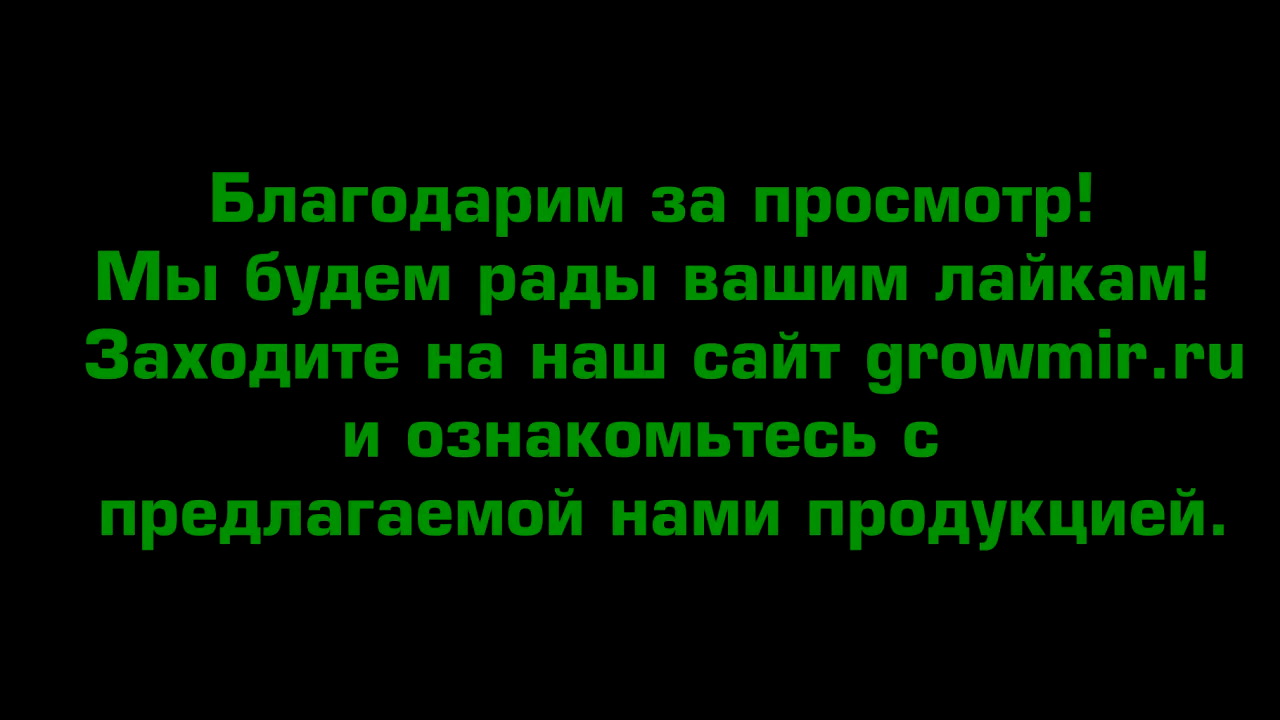 Благодарим за просмотр!
Мы будем рады вашим лайкам!
Заходите на наш сайт growmir.ru
и ознакомьтесь с
предлагаемой нами продукцией.